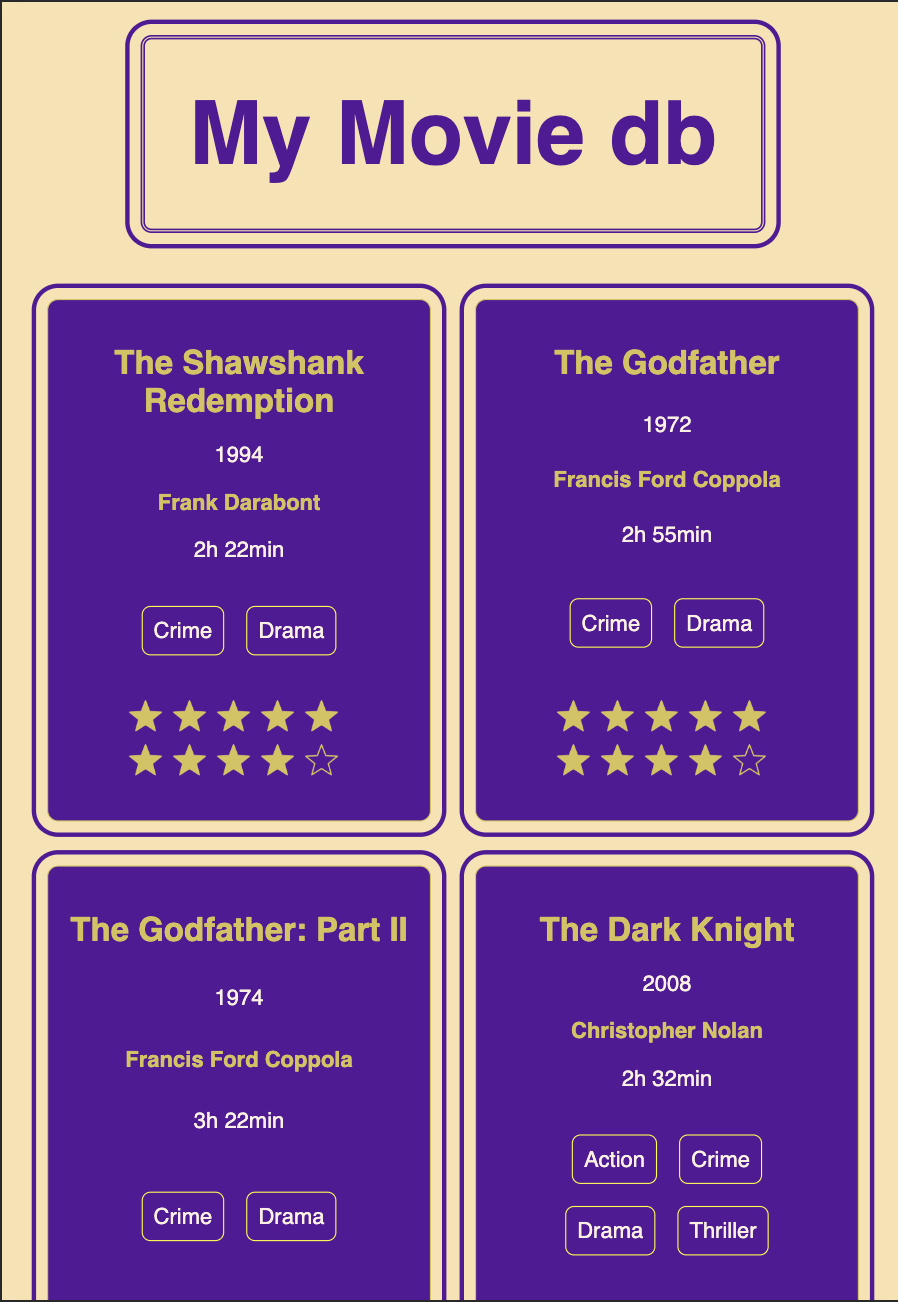 My Movie db
The Shawshank
Redemption
1994
Frank Darabont
2h 22min
Crime Drama
The Godfather
1972
Francis Ford Coppola
2h 55min
Crime Drama
The Godfather: Part II
1974
Francis Ford Coppola
3h 22min
Crime Drama
The Dark Knight
2008
Christopher Nolan
2h 32min
Action Crime
Drama Thriller